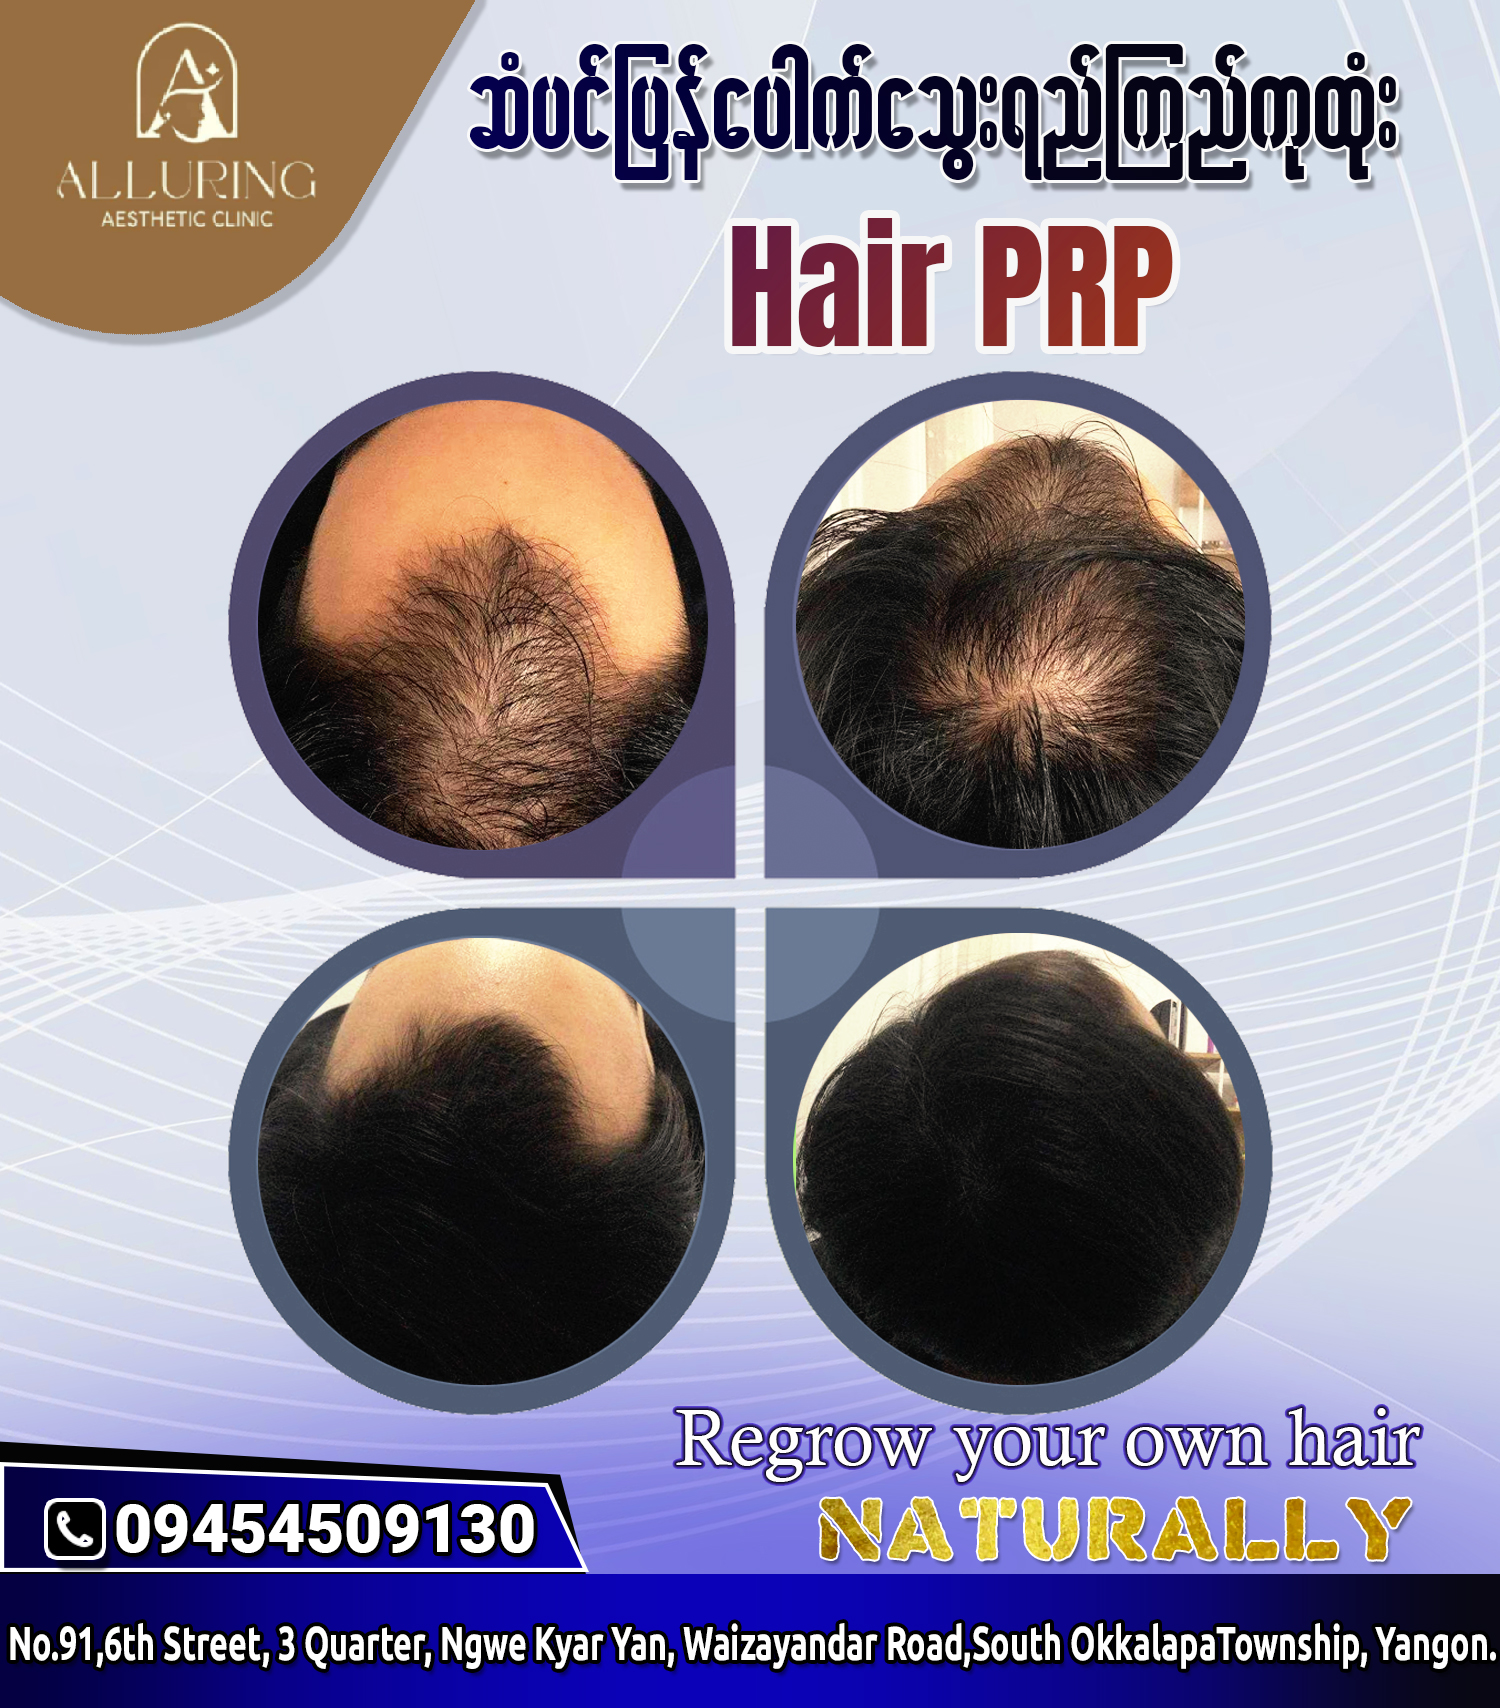 ALLURING
AESTHETIC CLINIC
ဆံပင်ပြန်ပေါက်သွေးရည်ကြည်ကုထုံး
Hair PRP
Regrow your own hair
NATURALLY
09454509130
No.91,6th Street, 3 Quarter, Ngwe Kyar Yan, Waizayandar Road,South OkkalapaTownship, Yangon.